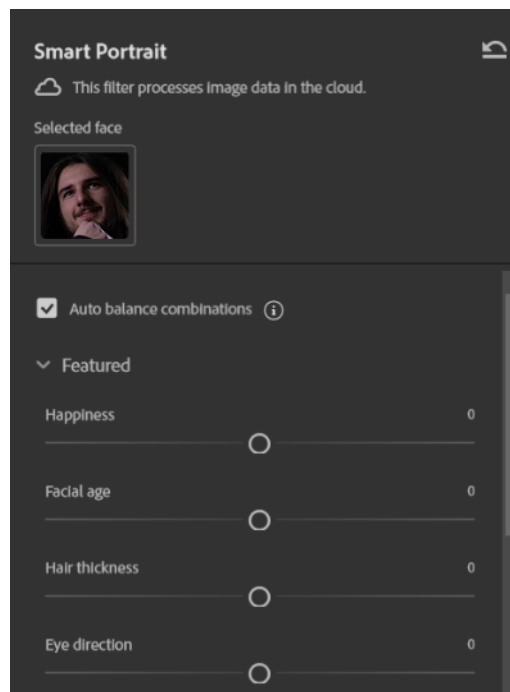 Smart Portrait
This filter processes image data in the cloud.
Selected face
Auto balance combinations
Featured
Happiness 0
Facial age 0
Hair thickness 0
Eye direction 0